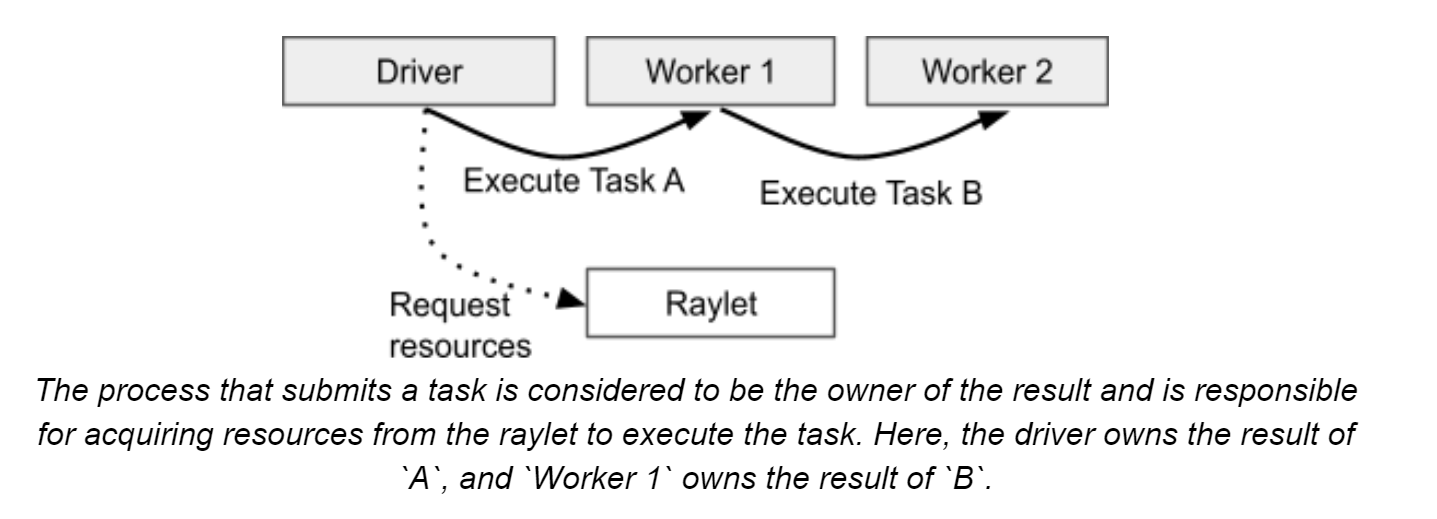 Driver
Worker 1
Worker 2
Execute Task A
Execute Task B
Request
resources
Raylet
The process that submits a task is considered to be the owner of the result and is responsible
for acquiring resources from the raylet to execute the task. Here, the driver owns the result of
`A`, and `Worker 1` owns the result of `B`.